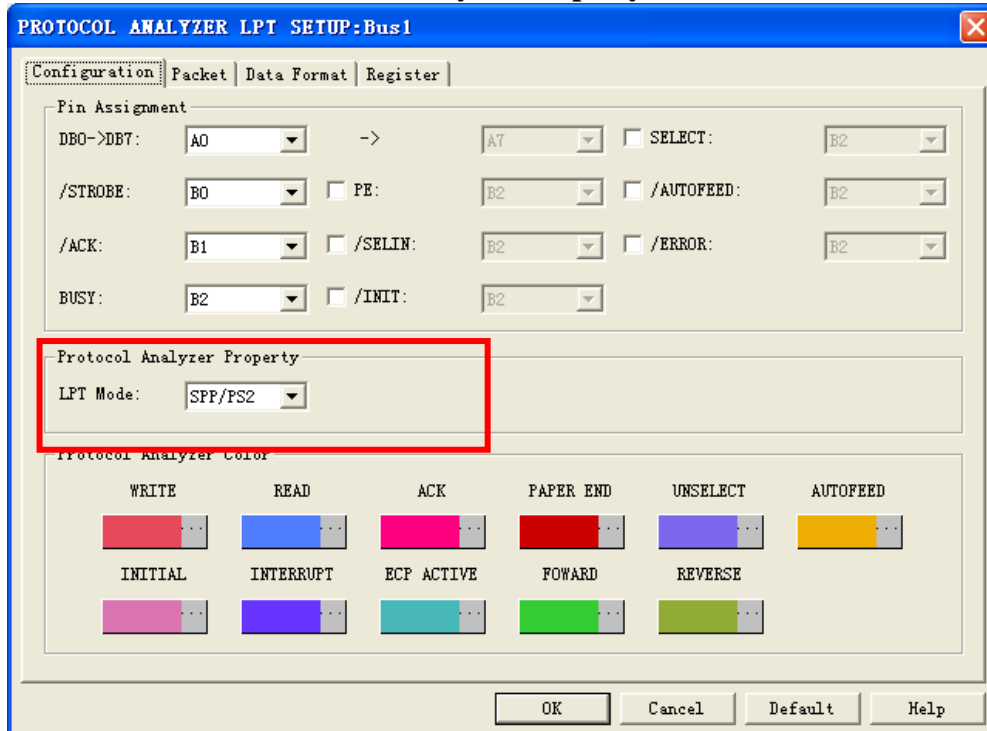 PROTOCOL ANALYZER LPT SETUP:Bus1
Configuration Packet Data Format Register
Pin Assignment
DB0->DB7: A0 -> A7 SELECT: B2
/STROBE: B0 PE: B2 /AUTOFEED: B2
/ACK: B1 /SELIN: B2 /ERROR: B2
BUSY: B2 /INIT: B2
Protocol Analyzer Property
LPT Mode: SPP/PS2
Protocol Analyzer Color
WRITE READ ACK PAPER END UNSELECT AUTOFEED
... ... ... ... ... ...
INITIAL INTERRUPT ECP ACTIVE FOWARD REVERSE
... ... ... ... ...
OK Cancel Default Help